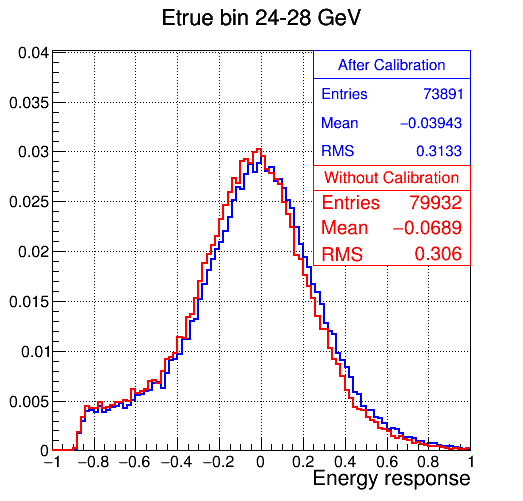 Etrue bin 24-28 GeV
0.04
0.035
0.03
0.025
0.02
0.015
0.01
0.005
0
After Calibration
Entries 73891
Mean −0.03943
RMS 0.3133
Without Calibration
Entries 79932
Mean −0.0689
RMS 0.306
−1 −0.8 −0.6 −0.4 −0.2 0 0.2 0.4 0.6 0.8 1
Energy response